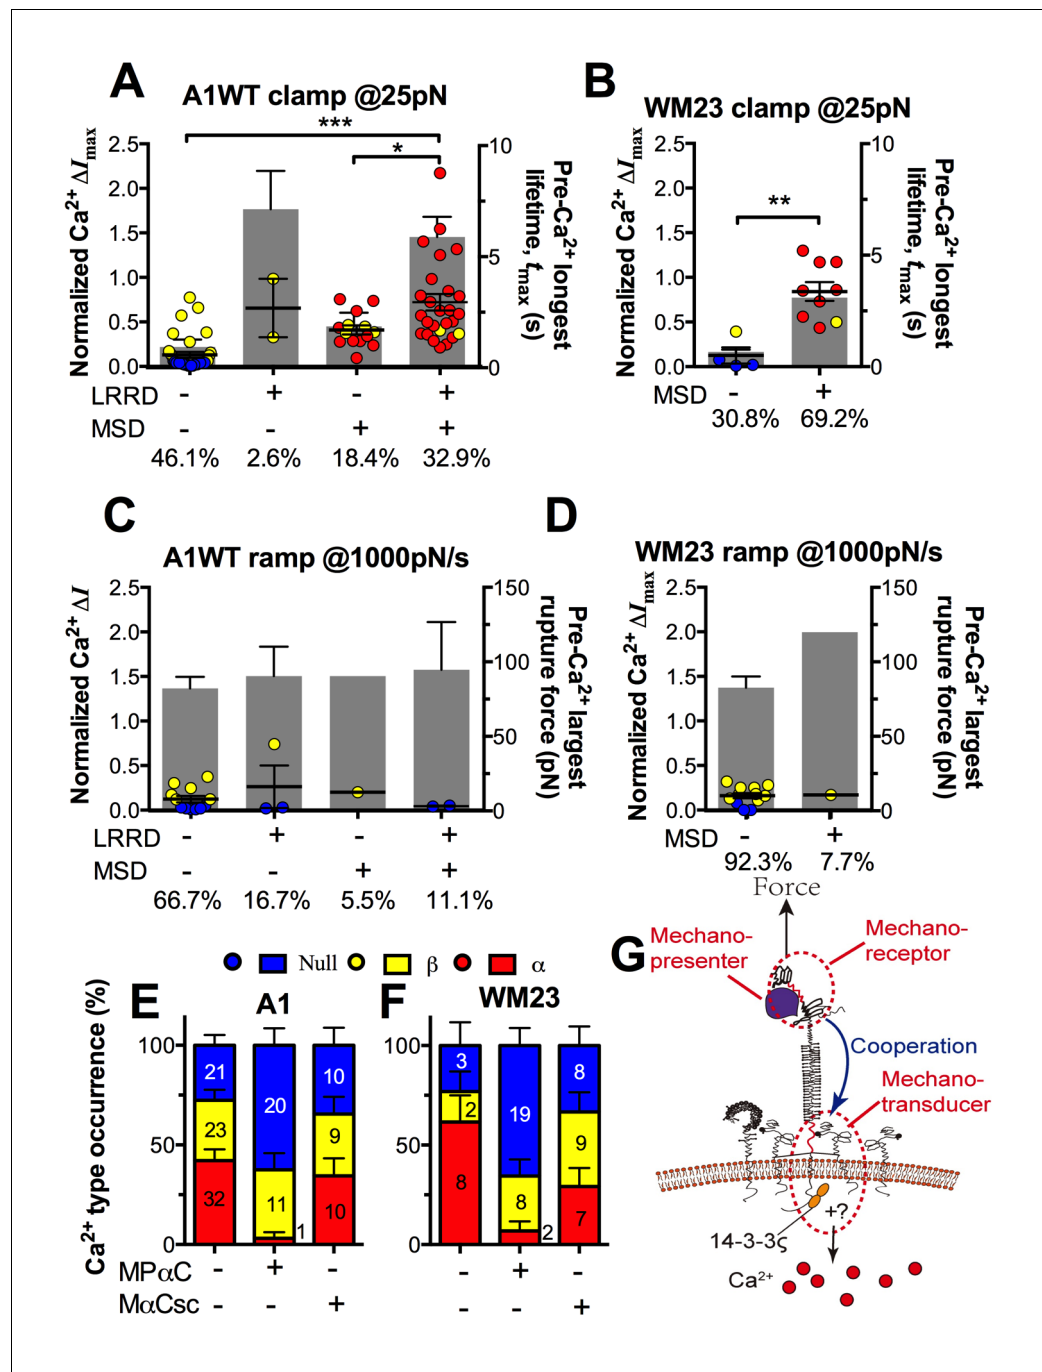 A
A1WT clamp @25pN
***
*
2.5
2.0
1.5
1.0
0.5
0.0
Normalized Ca²⁺ ΔImax
10
5
0
Pre-Ca²⁺ longest
lifetime, tmax
(s)
LRRD - + - +
MSD - - + +
46.1% 2.6% 18.4% 32.9%
B
WM23 clamp @25pN
**
2.5
2.0
1.5
1.0
0.5
0.0
Normalized Ca²⁺ ΔImax
10
5
0
Pre-Ca²⁺ longest
lifetime, tmax
(s)
MSD - +
30.8% 69.2%
C
A1WT ramp @1000pN/s
2.5
2.0
1.5
1.0
0.5
0.0
Normalized Ca²⁺ ΔI
150
100
50
0
Pre-Ca²⁺ largest
rupture force
(pN)
LRRD - + - +
MSD - - + +
66.7% 16.7% 5.5% 11.1%
D
WM23 ramp @1000pN/s
2.5
2.0
1.5
1.0
0.5
0.0
Normalized Ca²⁺ ΔImax
150
100
50
0
Pre-Ca²⁺ largest
rupture force
(pN)
MSD - +
92.3% 7.7%
Null β α
E
A1
Ca²⁺ type occurrence (%)
100
50
0
21 20 10
23 11 9
32 1 10
MPαC - + -
MαCsc - - +
F
WM23
100
50
0
3 19 8
2 8 9
8 2 7
- + -
- - +
G
Force
Mechano-
presenter
Mechano-
receptor
Cooperation
Mechano-
transducer
+?
14-3-3ζ
Ca²⁺